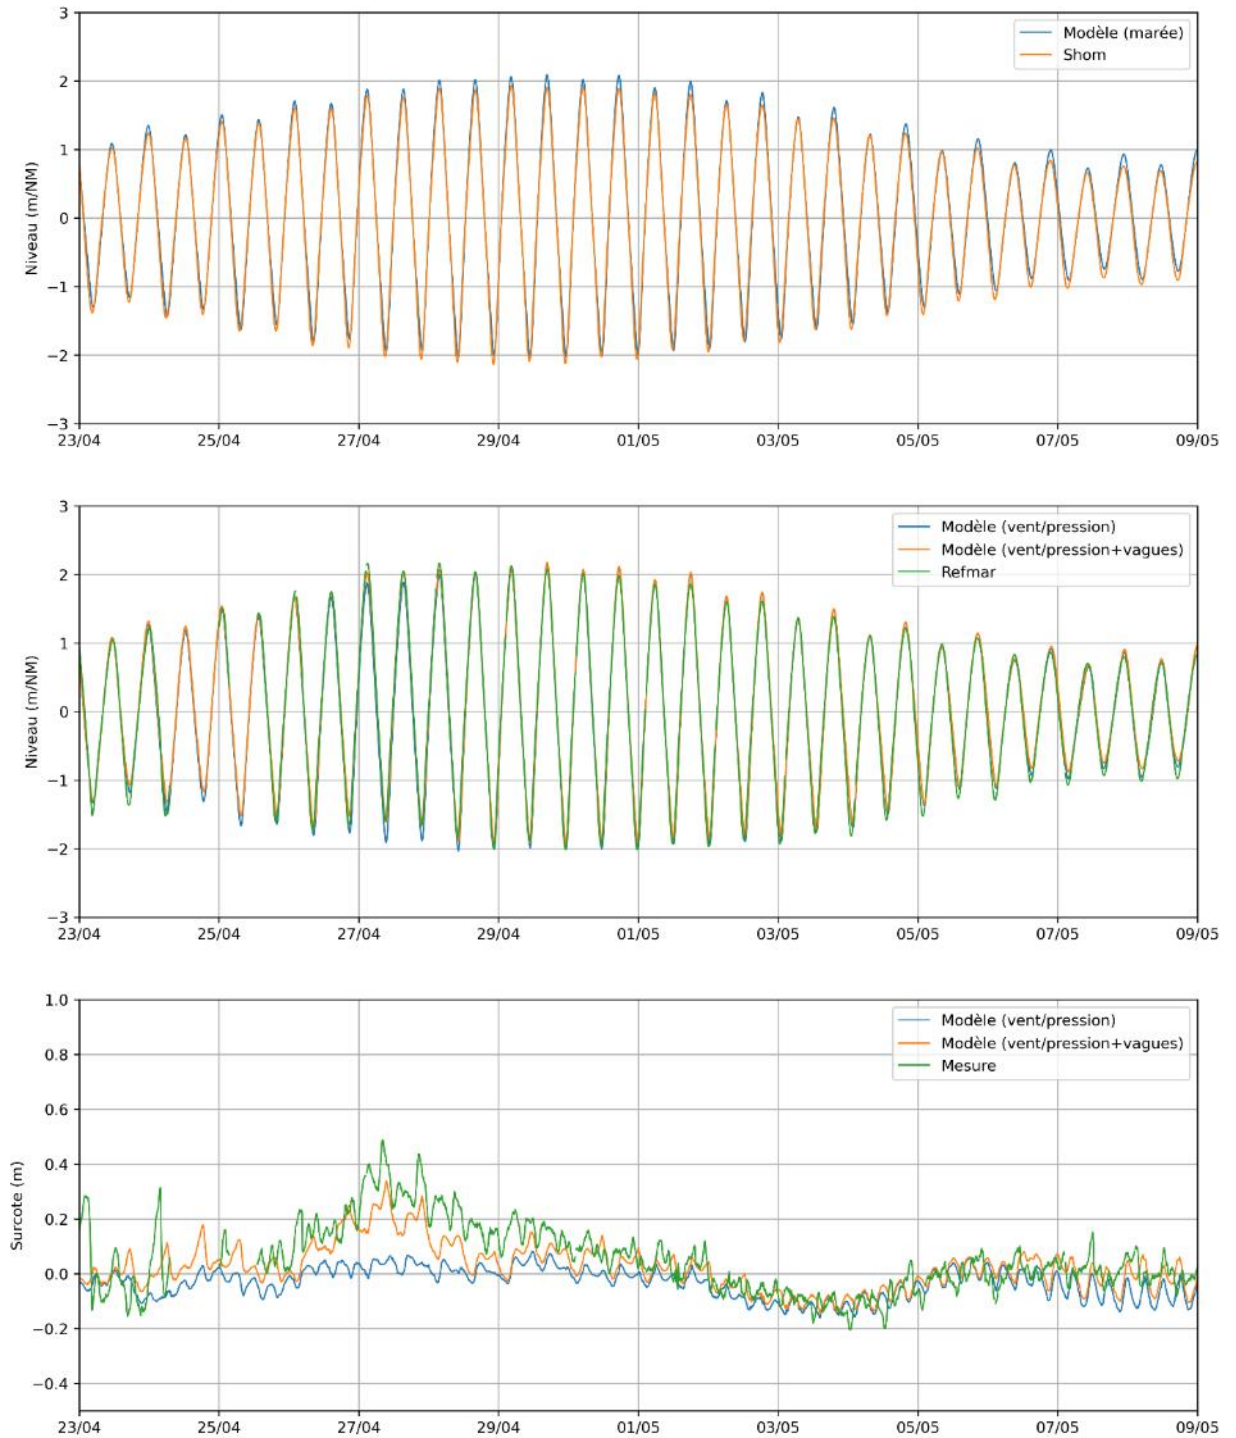 3
2
1
0
−1
−2
−3
Niveau (m/NM)
Modèle (marée)
Shom
23/04 25/04 27/04 29/04 01/05 03/05 05/05 07/05 09/05
3
2
1
0
−1
−2
−3
Niveau (m/NM)
Modèle (vent/pression)
Modèle (vent/pression+vagues)
Refmar
23/04 25/04 27/04 29/04 01/05 03/05 05/05 07/05 09/05
1.0
0.8
0.6
0.4
0.2
0.0
−0.2
−0.4
Surcote (m)
Modèle (vent/pression)
Modèle (vent/pression+vagues)
Mesure
23/04 25/04 27/04 29/04 01/05 03/05 05/05 07/05 09/05